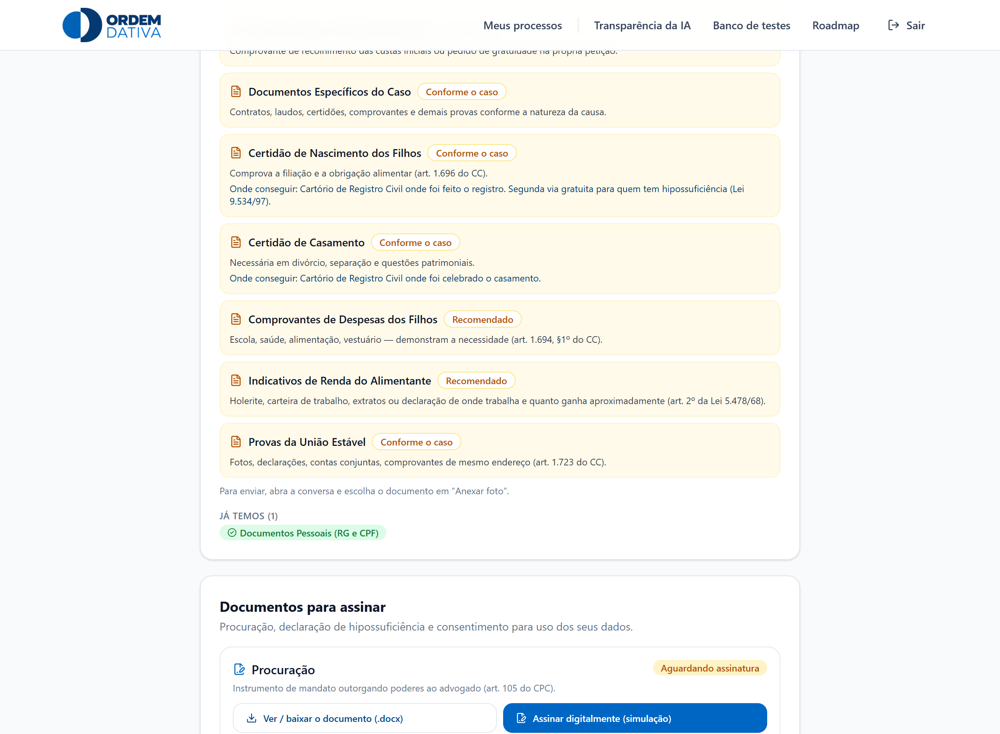 ORDEM
DATIVA
Meus processos
Transparência da IA
Banco de testes
Roadmap
Sair
Comprovante de recolhimento das custas iniciais ou pedido de gratuidade na própria petição.
Documentos Específicos do Caso
Conforme o caso
Contratos, laudos, certidões, comprovantes e demais provas conforme a natureza da causa.
Certidão de Nascimento dos Filhos
Conforme o caso
Comprova a filiação e a obrigação alimentar (art. 1.696 do CC).
Onde conseguir: Cartório de Registro Civil onde foi feito o registro. Segunda via gratuita para quem tem hipossuficiência (Lei
9.534/97).
Certidão de Casamento
Conforme o caso
Necessária em divórcio, separação e questões patrimoniais.
Onde conseguir: Cartório de Registro Civil onde foi celebrado o casamento.
Comprovantes de Despesas dos Filhos
Recomendado
Escola, saúde, alimentação, vestuário — demonstram a necessidade (art. 1.694, §1º do CC).
Indicativos de Renda do Alimentante
Recomendado
Holerite, carteira de trabalho, extratos ou declaração de onde trabalha e quanto ganha aproximadamente (art. 2º da Lei 5.478/68).
Provas da União Estável
Conforme o caso
Fotos, declarações, contas conjuntas, comprovantes de mesmo endereço (art. 1.723 do CC).
Para enviar, abra a conversa e escolha o documento em “Anexar foto”.
JÁ TEMOS (1)
Documentos Pessoais (RG e CPF)
Documentos para assinar
Procuração, declaração de hipossuficiência e consentimento para uso dos seus dados.
Procuração
Aguardando assinatura
Instrumento de mandato outorgando poderes ao advogado (art. 105 do CPC).
Ver / baixar o documento (.docx)
Assinar digitalmente (simulação)